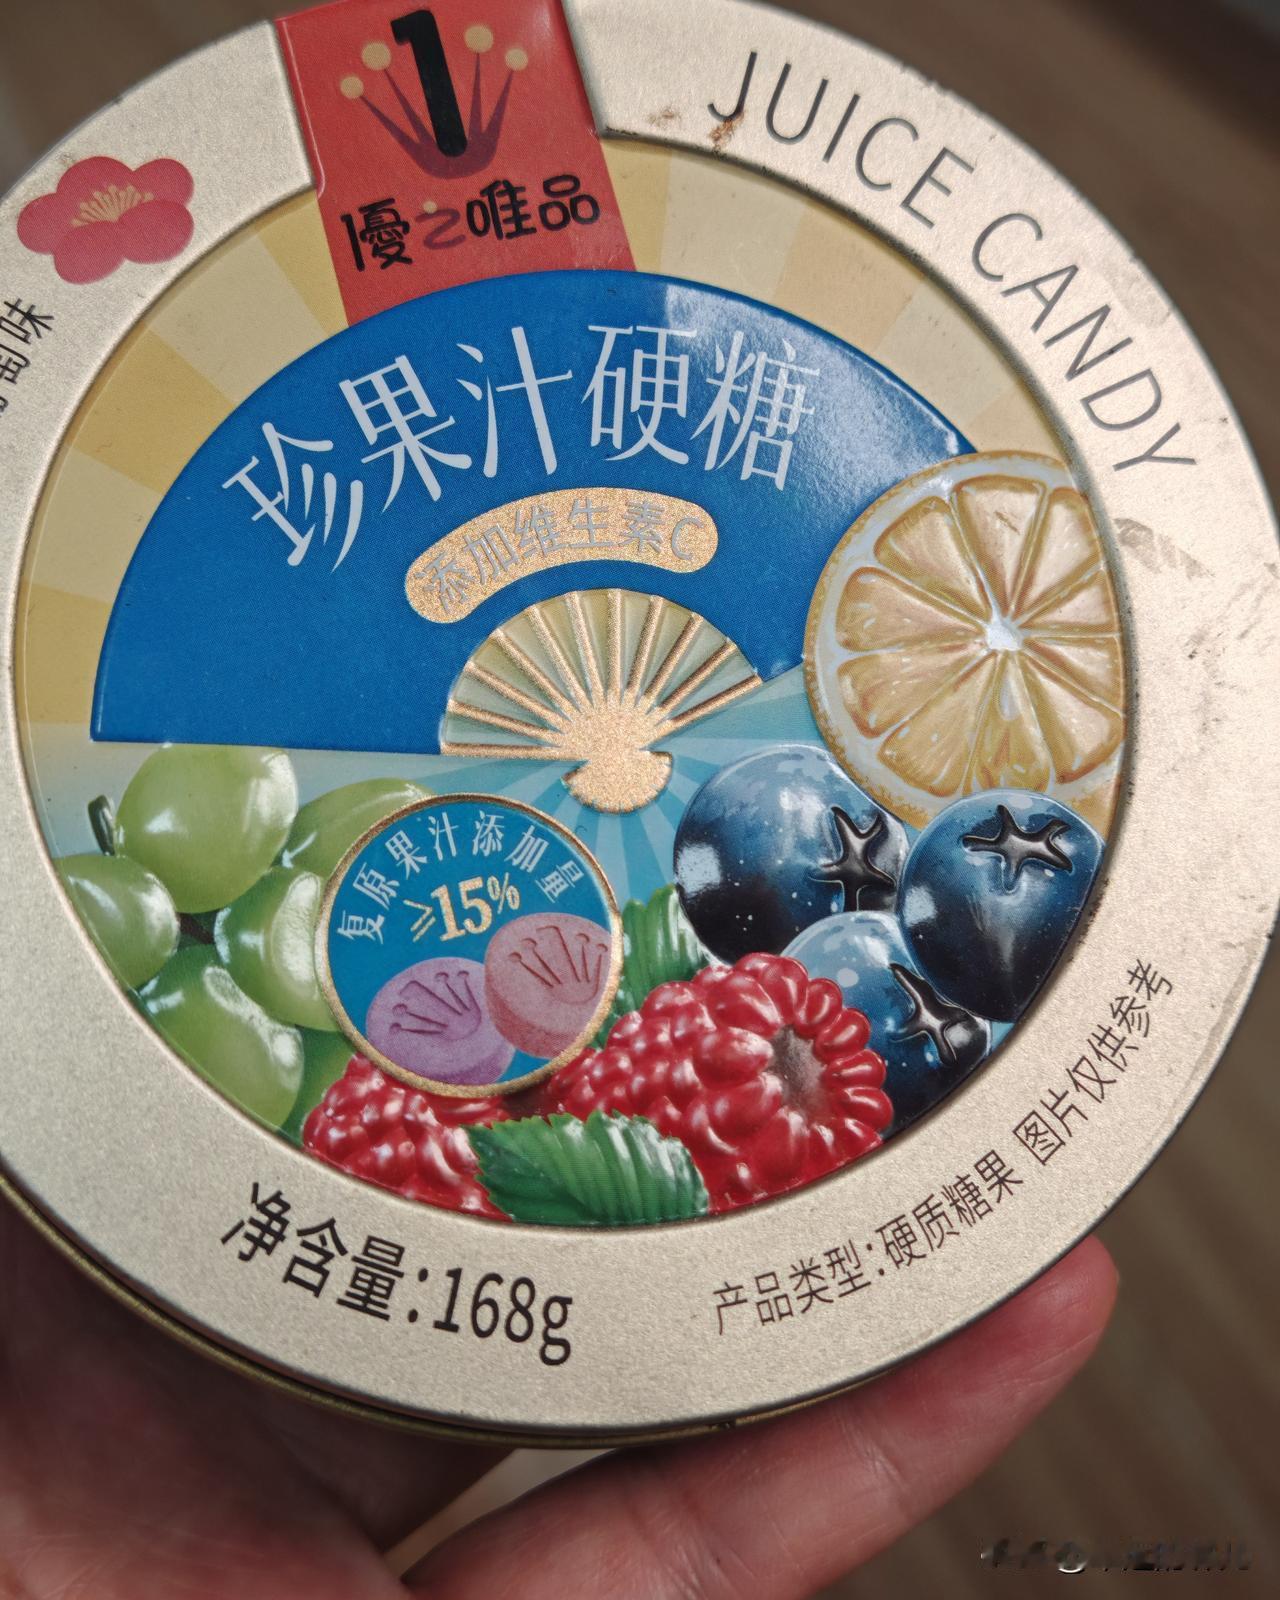 1
優之唯品
JUICE CANDY
萄味
珍果汁硬糖
添加维生素C
复原果汁添加量
≥15%
净含量:168g
产品类型:硬质糖果 图片仅供参考